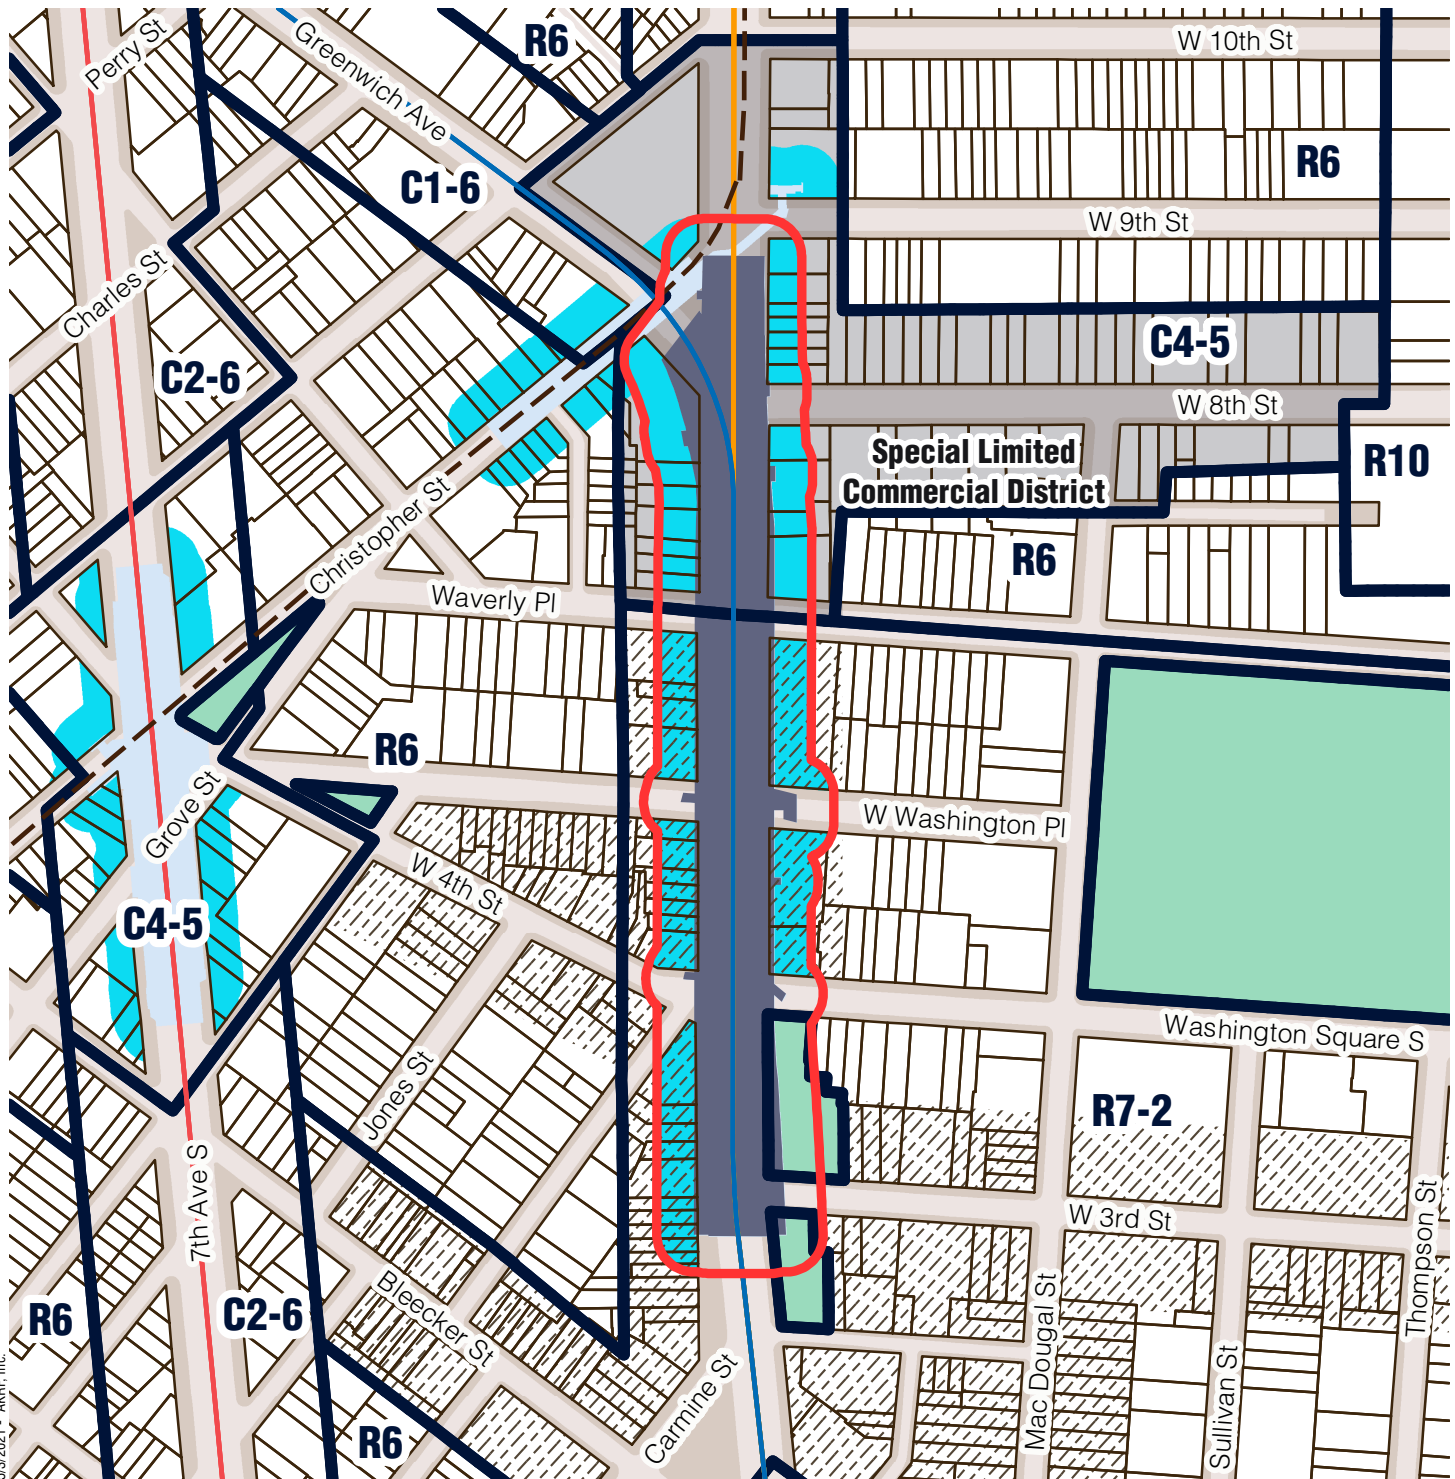 Perry St
Greenwich Ave
R6
W 10th St
C1-6
R6
W 9th St
Charles St
C2-6
C4-5
W 8th St
Special Limited
Commercial District
R10
Christopher St
R6
Waverly Pl
R6
W Washington Pl
Grove St
W 4th St
C4-5
Washington Square S
Jones St
R7-2
7th Ave S
W 3rd St
Thompson St
R6
C2-6
Bleecker St
Mac Dougal St
Sullivan St
Carmine St
R6